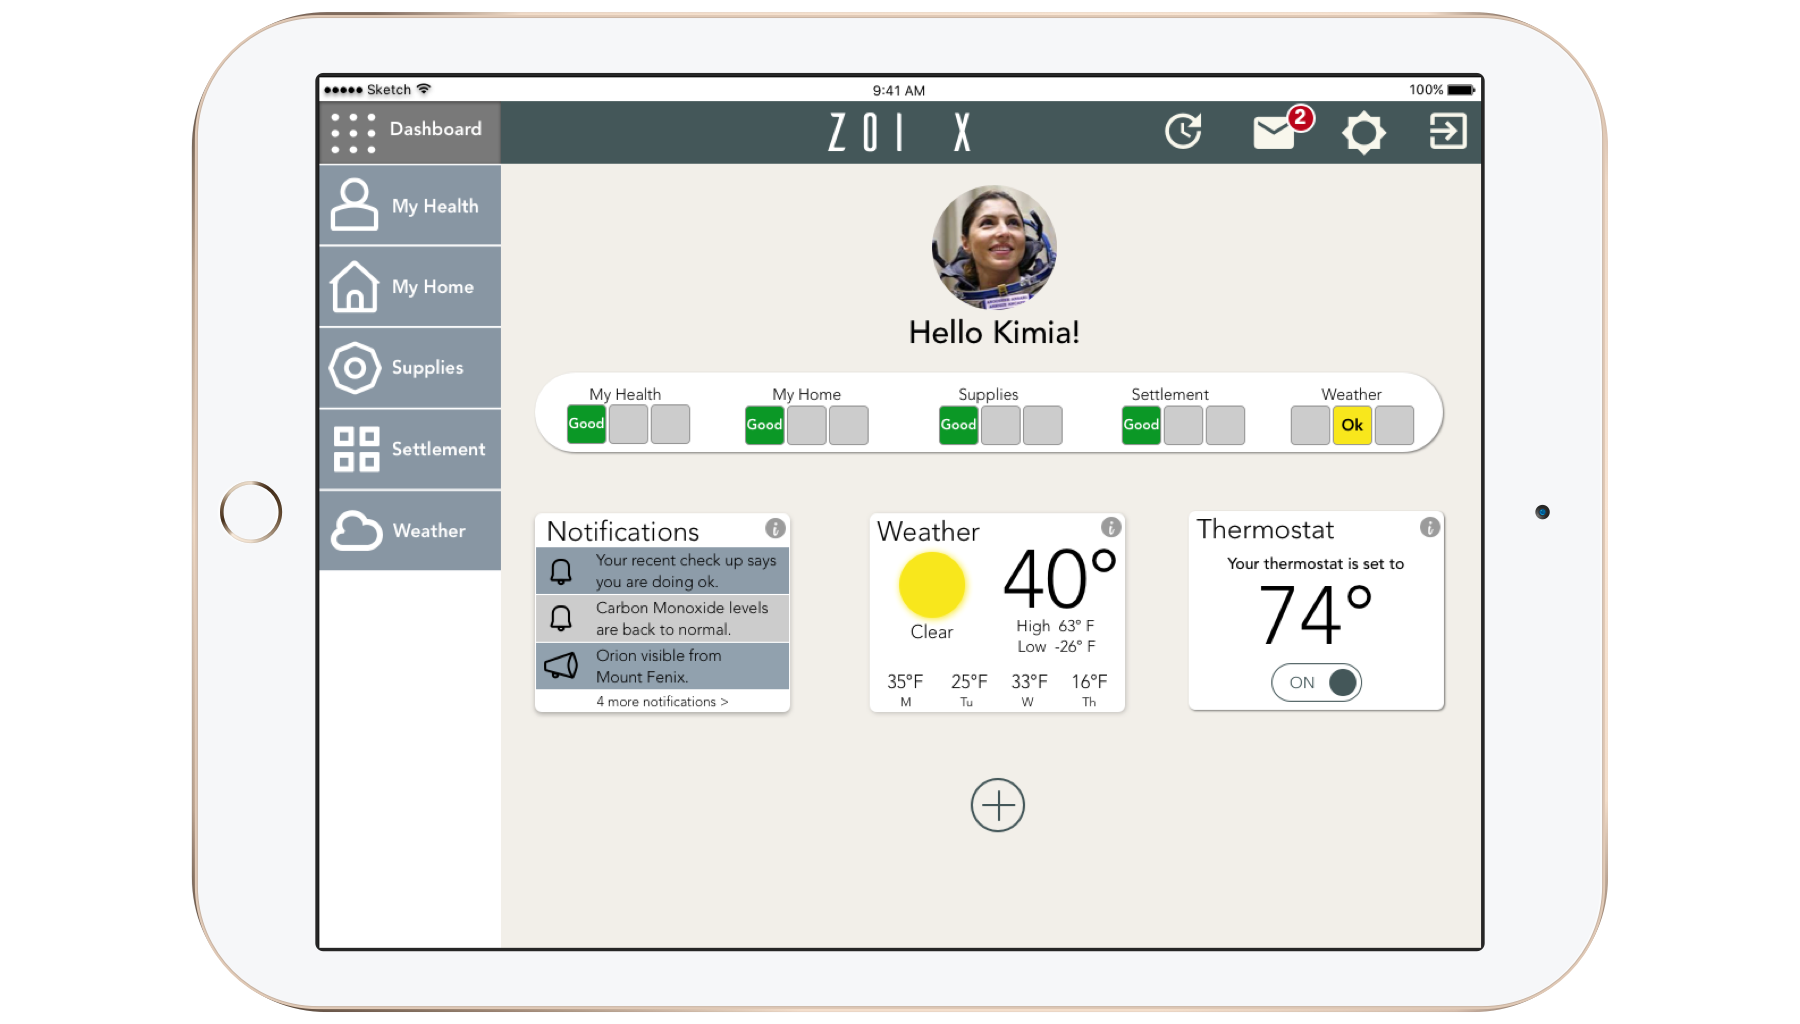 Sketch
9:41 AM
100%
Dashboard
ZOI X
2
My Health
My Home
Supplies
Settlement
Weather
Hello Kimia!
My Health
Good
My Home
Good
Supplies
Good
Settlement
Good
Weather
Ok
Notifications
i
Your recent check up says
you are doing ok.
Carbon Monoxide levels
are back to normal.
Orion visible from
Mount Fenix.
4 more notifications >
Weather
i
40°
Clear
High 63° F
Low -26° F
35°F 25°F 33°F 16°F
M Tu W Th
Thermostat
i
Your thermostat is set to
74°
ON